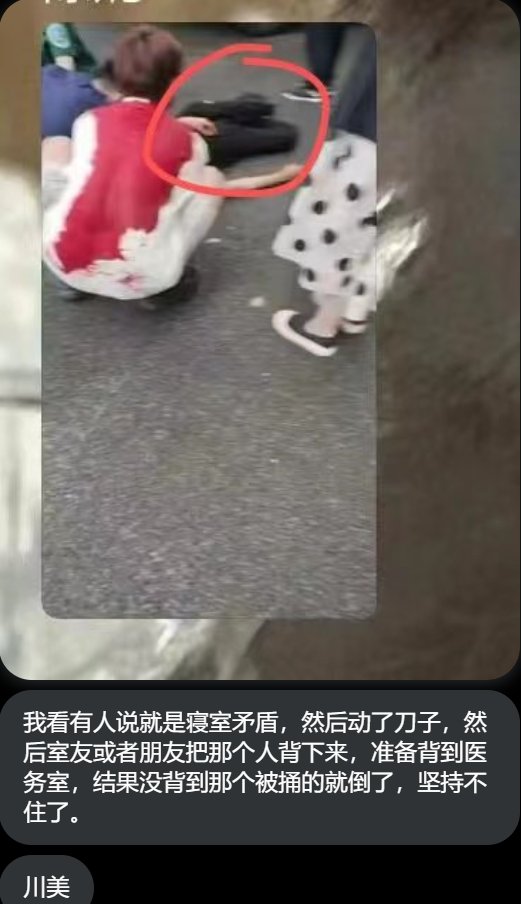 我看有人说就是寝室矛盾，然后动了刀子，然
后室友或者朋友把那个人背下来，准备背到医
务室，结果没背到那个被捅的就倒了，坚持不
住了。
川美